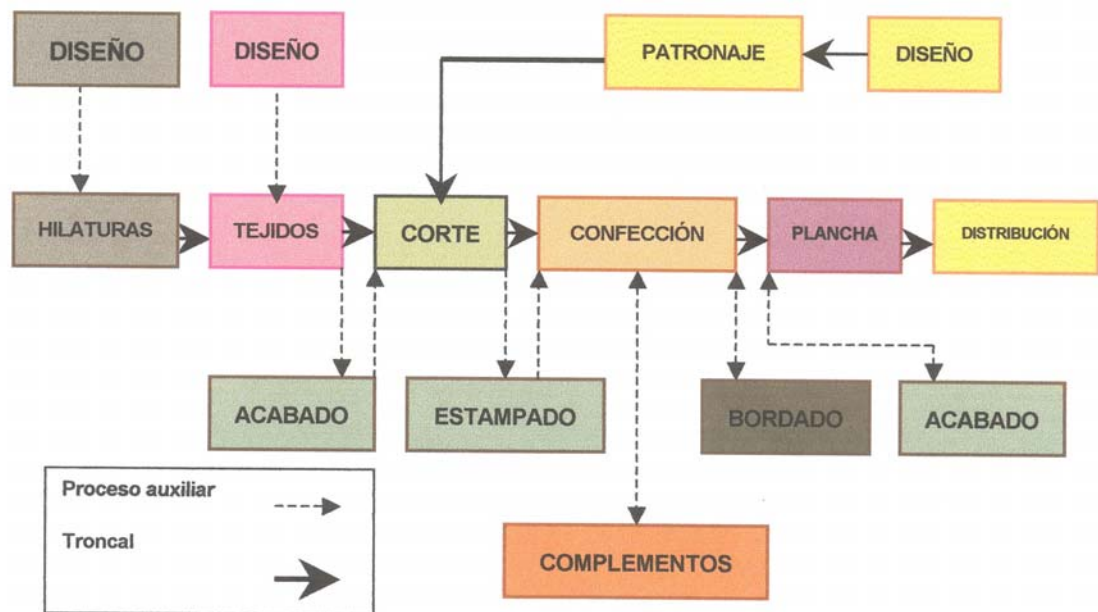 DISEÑO
DISEÑO
PATRONAJE
DISEÑO
HILATURAS
TEJIDOS
CORTE
CONFECCIÓN
PLANCHA
DISTRIBUCIÓN
ACABADO
ESTAMPADO
BORDADO
ACABADO
Proceso auxiliar
Troncal
COMPLEMENTOS